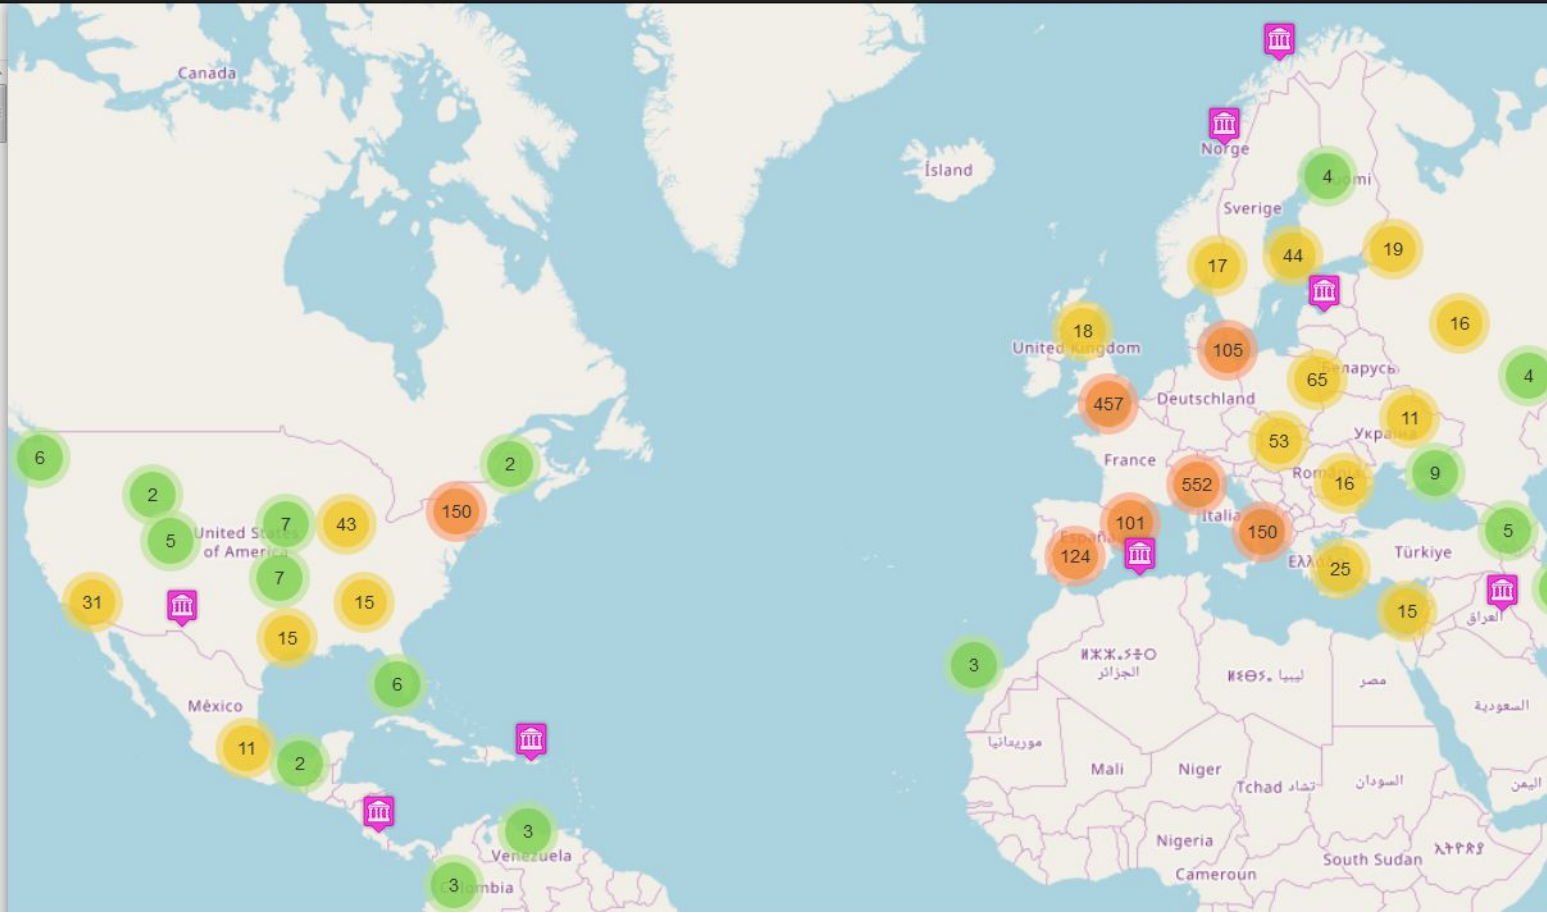 Canada
Ísland
Norge
4
Suomi
Sverige
17
44
19
18
United Kingdom
105
16
65
Беларусь
4
457
Deutschland
11
Україна
53
France
România
16
9
552
Italia
101
España
124
150
Ελλάς
25
Türkiye
5
15
العراق
6
2
2
5
United States
of America
7
43
150
7
31
15
15
6
México
11
2
3
Venezuela
3
Colombia
3
ⵍⵣⵣⴰⵢⴻⵔ
الجزائر
ⵍⵉⴱⵢⴰ ليبيا
مصر
السعودية
موريتانيا
Mali
Niger
Tchad تشاد
السودان
اليمن
Nigeria
South Sudan
Cameroun